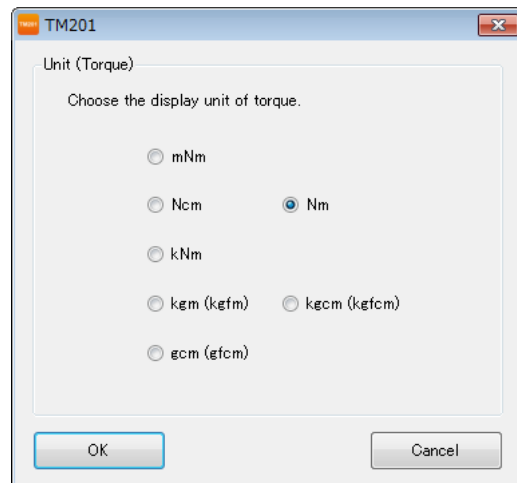 TM201
Unit (Torque)
Choose the display unit of torque.
mNm
Ncm Nm
kNm
kgm (kgfm) kgcm (kgfcm)
gcm (gfcm)
OK Cancel